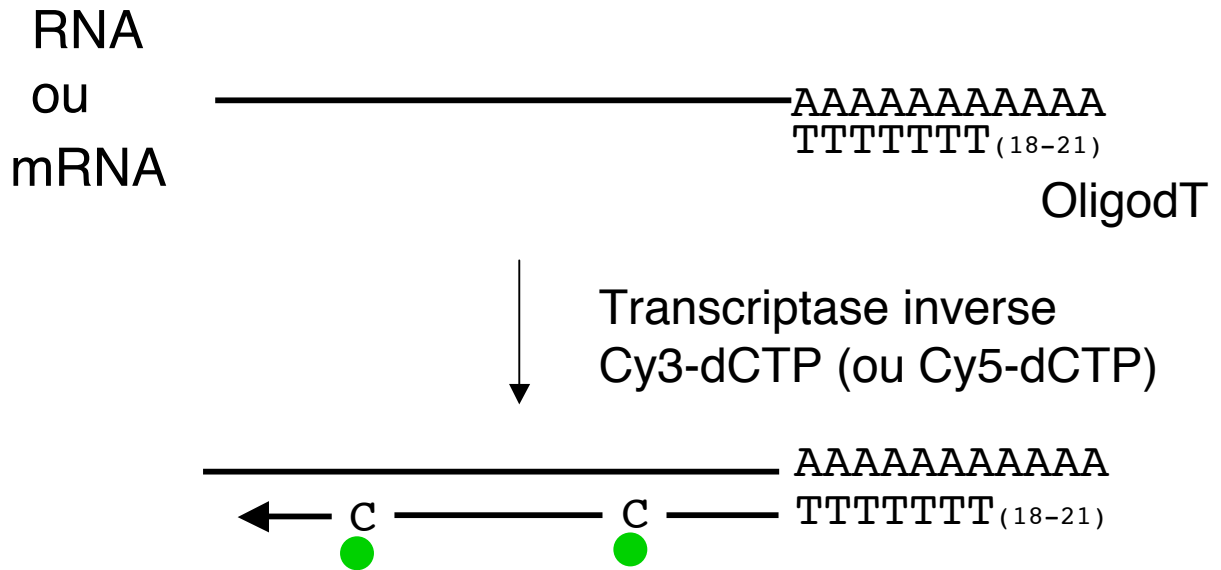 RNA
ou
mRNA
AAAAAAAAAAA
TTTTTTT(18-21)
OligodT
Transcriptase inverse
Cy3-dCTP (ou Cy5-dCTP)
AAAAAAAAAAA
C C TTTTTTT(18-21)